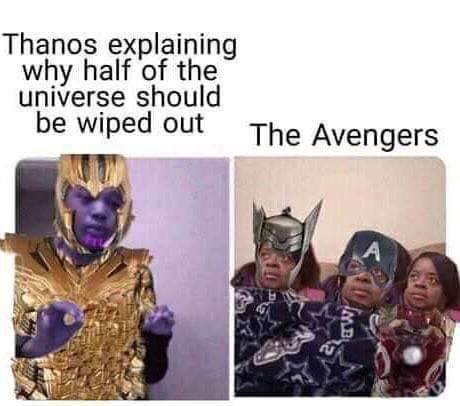 Thanos explaining
why half of the
universe should
be wiped out
The Avengers
A